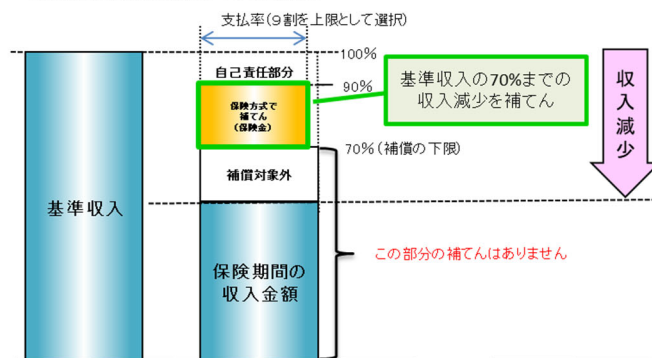 支払率(9割を上限として選択)
100%
自己責任部分
90%
保険方式で
補てん
(保険金)
基準収入の70%までの
収入減少を補てん
収入減少
70%(補償の下限)
補償対象外
基準収入
この部分の補てんはありません
保険期間の
収入金額